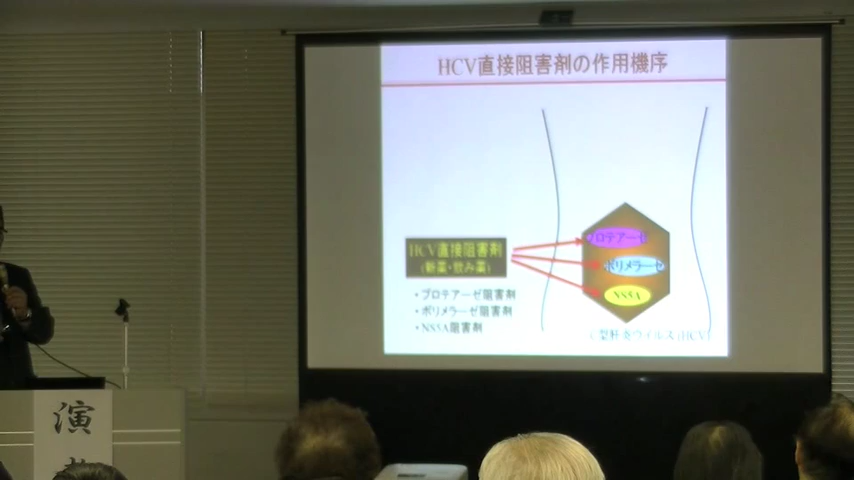 HCV直接阻害剤の作用機序
HCV直接阻害剤
(新薬・飲み薬)
・プロテアーゼ阻害剤
・ポリメラーゼ阻害剤
・NS5A阻害剤
プロテアーゼ
ポリメラーゼ
NS5A
C型肝炎ウイルス(HCV)
演